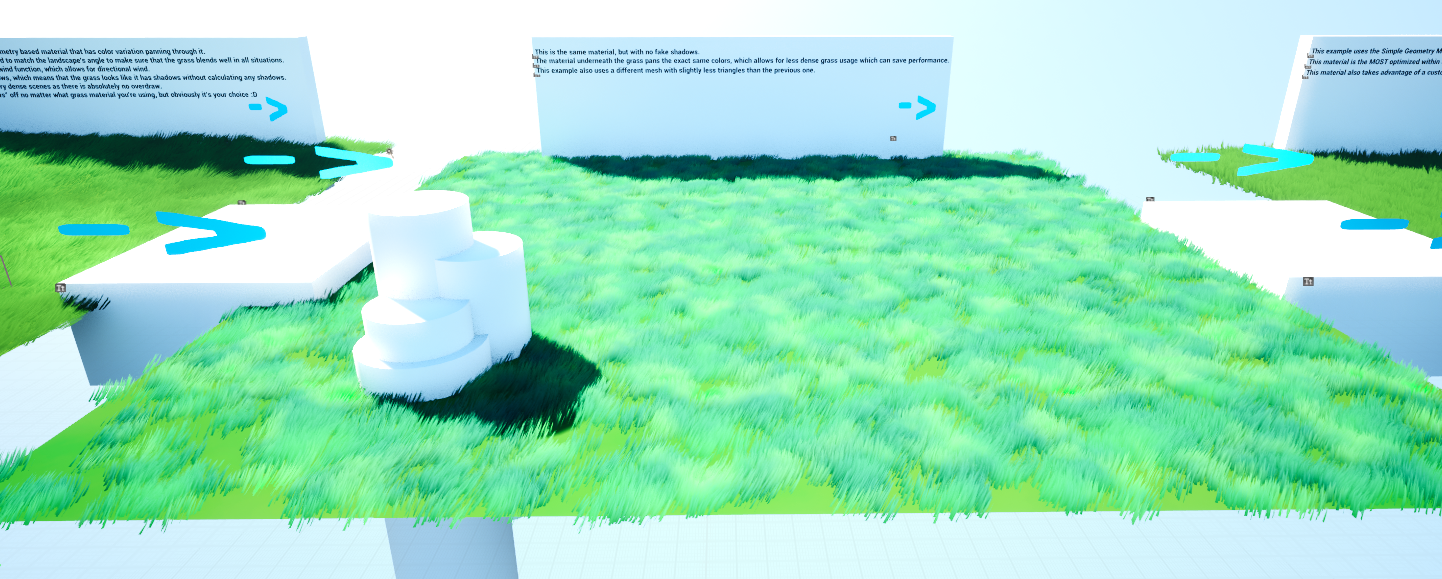 metry based material that has color variation panning through it.
d to match the landscape's angle to make sure that the grass blends well in all situations.
wind function, which allows for directional wind.
ws, which means that the grass looks like it has shadows without calculating any shadows.
ry dense scenes as there is absolutely no overdraw.
s" off no matter what grass material you're using, but obviously it's your choice :D
->
This is the same material, but with no fake shadows.
The material underneath the grass pans the exact same colors, which allows for less dense grass usage which can save performance.
This example also uses a different mesh with slightly less triangles than the previous one.
->
This example uses the Simple Geometry M
This material is the MOST optimized within
This material also takes advantage of a custo
->
->
->